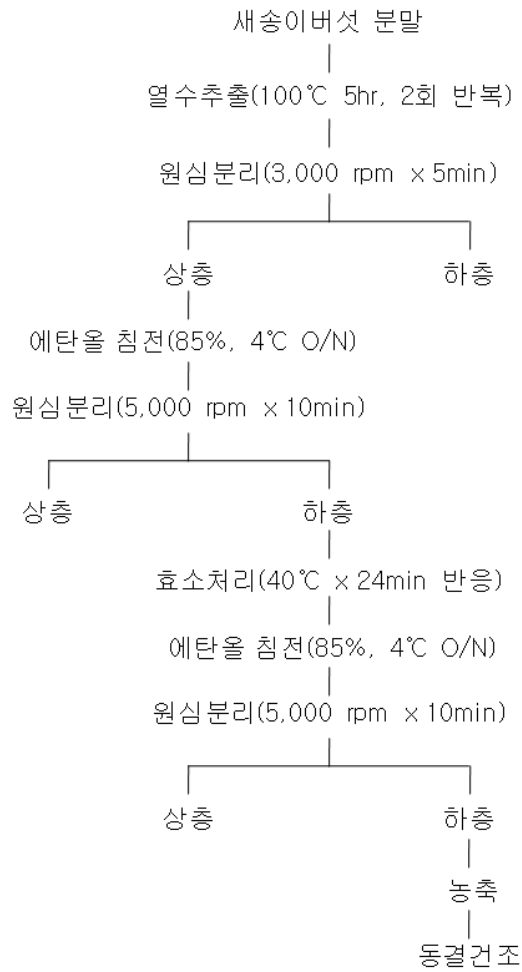 새송이버섯 분말
열수추출(100℃ 5hr, 2회 반복)
원심분리(3,000 rpm × 5min)
상층 하층
에탄올 침전(85%, 4℃ O/N)
원심분리(5,000 rpm × 10min)
상층 하층
효소처리(40℃ × 24min 반응)
에탄올 침전(85%, 4℃ O/N)
원심분리(5,000 rpm × 10min)
상층 하층
농축
동결건조